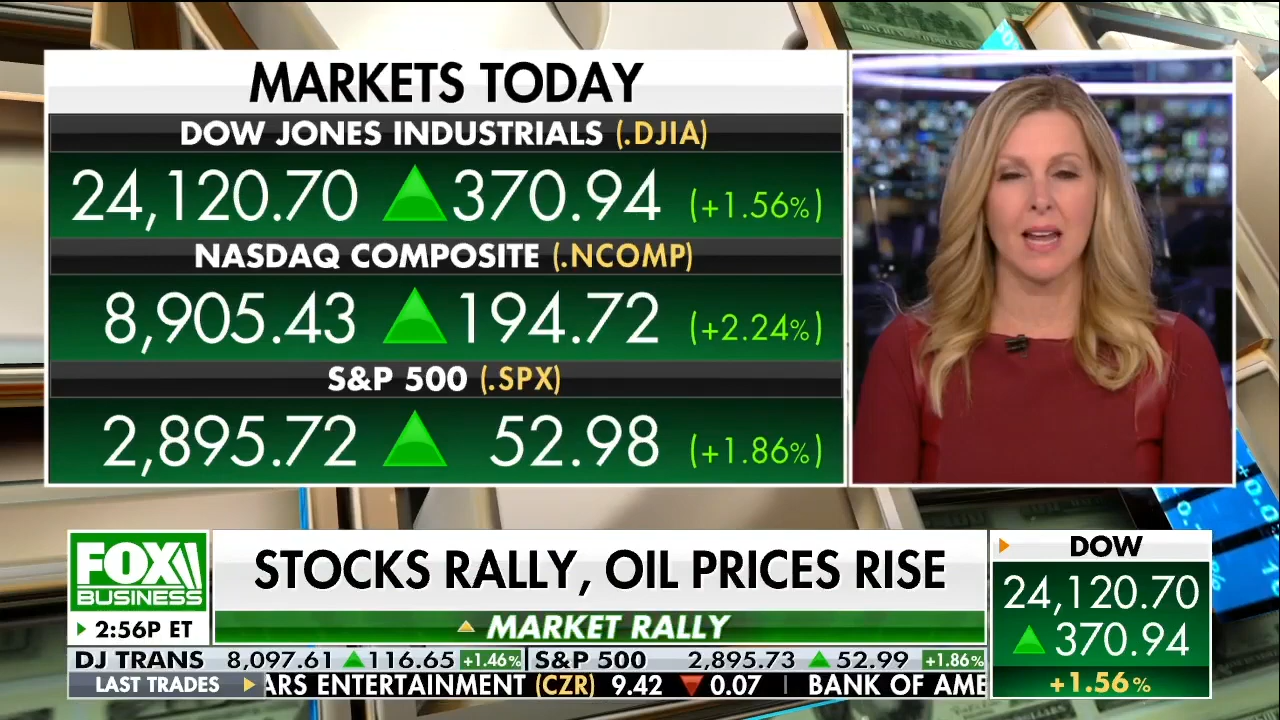 MARKETS TODAY
DOW JONES INDUSTRIALS (.DJIA)
24,120.70 ▲ 370.94 (+1.56%)
NASDAQ COMPOSITE (.NCOMP)
8,905.43 ▲ 194.72 (+2.24%)
S&P 500 (.SPX)
2,895.72 ▲ 52.98 (+1.86%)
FOX
BUSINESS
2:56P ET
STOCKS RALLY, OIL PRICES RISE
MARKET RALLY
DOW
24,120.70
▲ 370.94
+1.56%
DJ TRANS 8,097.61 ▲ 116.65 +1.46% S&P 500 2,895.73 ▲ 52.99 +1.86%
LAST TRADES ARS ENTERTAINMENT (CZR) 9.42 ▼ 0.07 | BANK OF AME